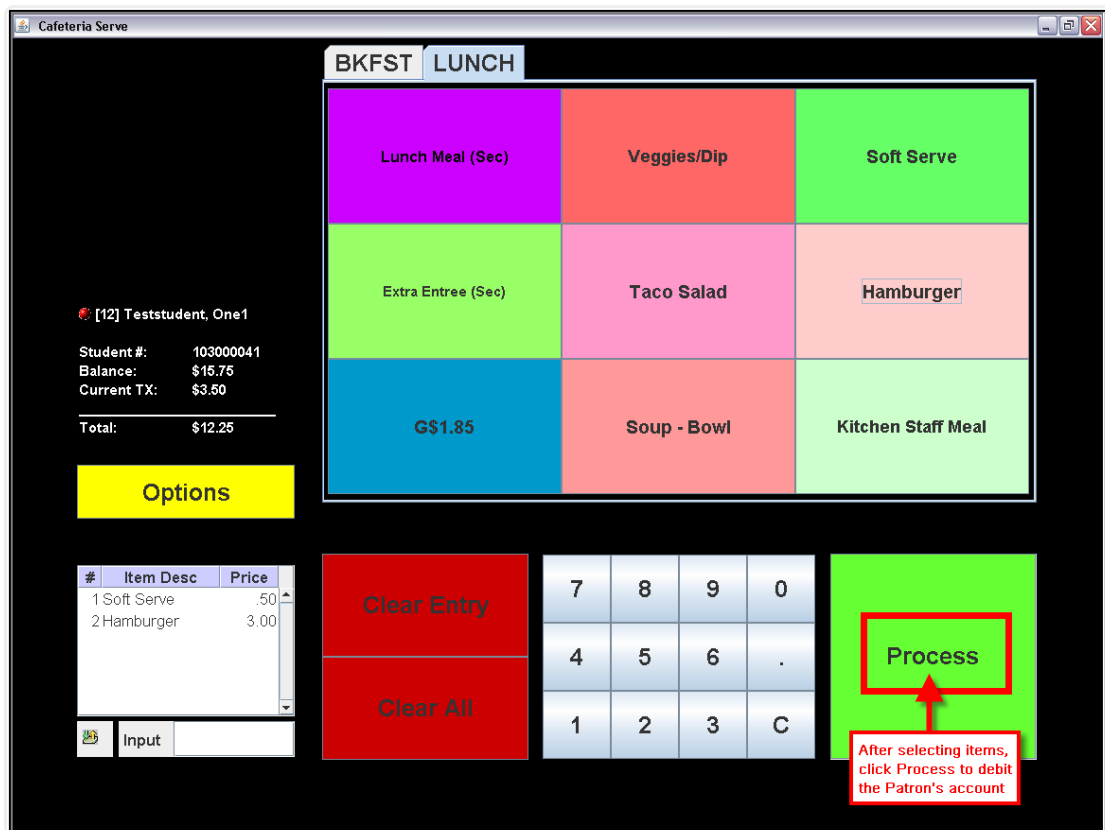 Cafeteria Serve
BKFST LUNCH
Lunch Meal (Sec) Veggies/Dip Soft Serve
Extra Entree (Sec) Taco Salad Hamburger
G$1.85 Soup - Bowl Kitchen Staff Meal
[12] Teststudent, One1
Student #: 103000041
Balance: $15.75
Current TX: $3.50
Total: $12.25
Options
# Item Desc Price
1 Soft Serve .50
2 Hamburger 3.00
Input
Clear Entry
Clear All
7 8 9 0
4 5 6 .
1 2 3 C
Process
After selecting items,
click Process to debit
the Patron's account